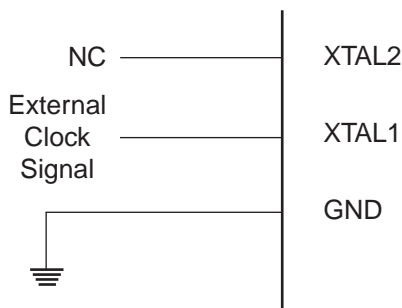 NC
XTAL2
External
Clock
Signal
XTAL1
GND